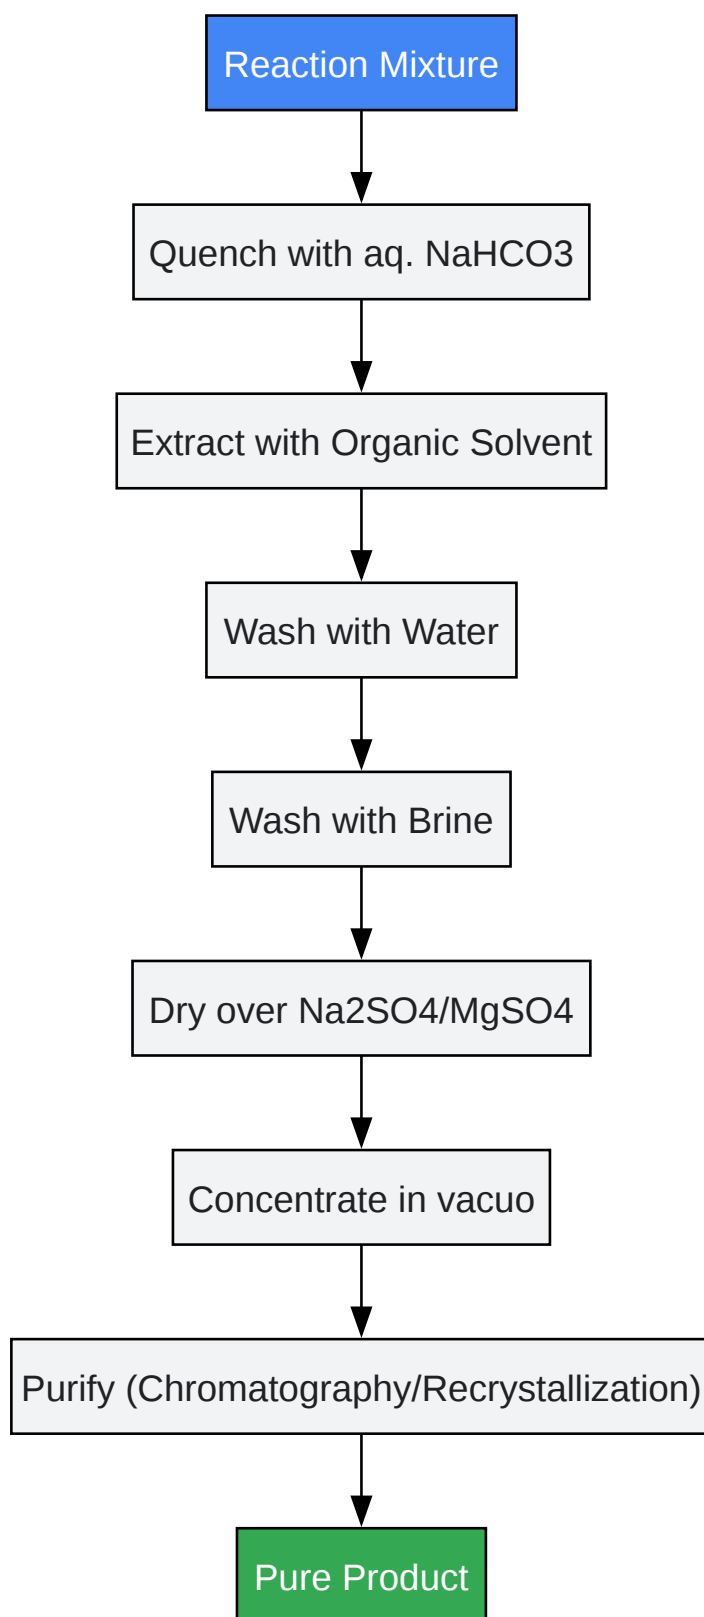 Reaction Mixture
Quench with aq. NaHCO3
Extract with Organic Solvent
Wash with Water
Wash with Brine
Dry over Na2SO4/MgSO4
Concentrate in vacuo
Purify (Chromatography/Recrystallization)
Pure Product